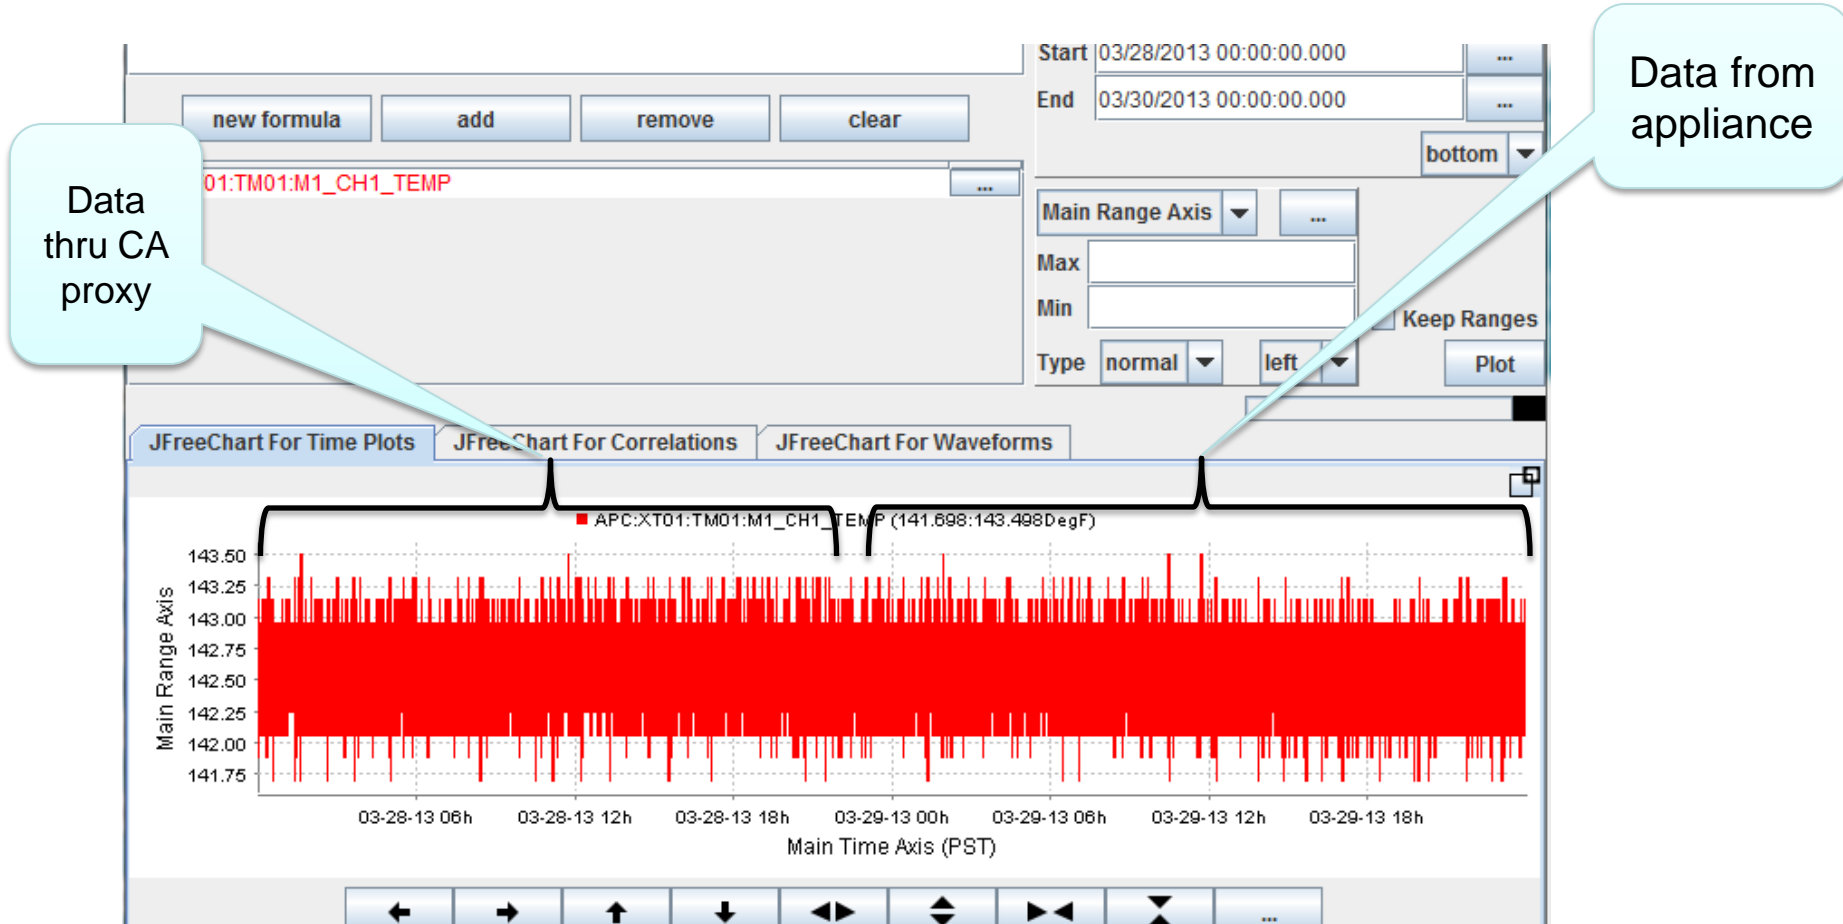 Start 03/28/2013 00:00:00.000 ...
End 03/30/2013 00:00:00.000 ...
bottom
Data from
appliance
new formula add remove clear
01:TM01:M1_CH1_TEMP ...
Data
thru CA
proxy
Main Range Axis ...
Max
Min
Keep Ranges
Type normal left Plot
JFreeChart For Time Plots JFreeChart For Correlations JFreeChart For Waveforms
APC:XT01:TM01:M1_CH1_TEMP (141.698:143.498DegF)
Main Range Axis
143.50
143.25
143.00
142.75
142.50
142.25
142.00
141.75
03-28-13 06h 03-28-13 12h 03-28-13 18h 03-29-13 00h 03-29-13 06h 03-29-13 12h 03-29-13 18h
Main Time Axis (PST)
...